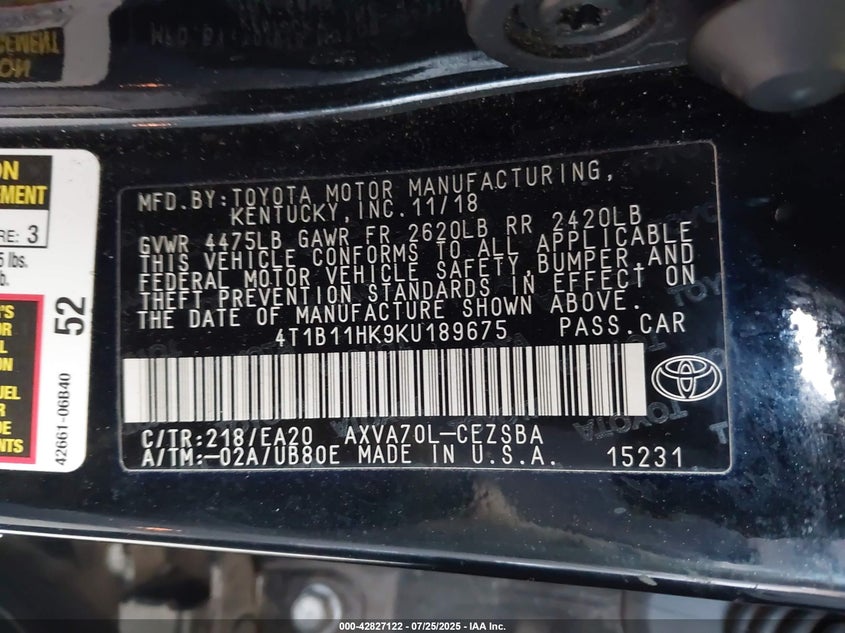 MFD.BY:TOYOTA MOTOR MANUFACTURING,
KENTUCKY,INC.11/18
GVWR 4475LB GAWR FR 2620LB RR 2420LB
THIS VEHICLE CONFORMS TO ALL APPLICABLE
FEDERAL MOTOR VEHICLE SAFETY,BUMPER,AND
THEFT PREVENTION STANDARDS IN EFFECT ON
THE DATE OF MANUFACTURE SHOWN ABOVE.
4T1B11HK9KU189675 PASS.CAR
C/TR:218/EA20 AXVA70L-CEZSBA
A/TM:-02A/UB80E MADE IN U.S.A. 15231
52
42661-06B40
000-42827122 — 07/25/2025 — IAA Inc.